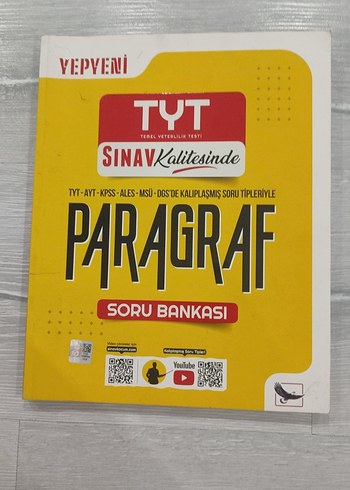 YEPYENİ
TYT
TEMEL YETERLİLİK TESTİ
SINAV Kalitesinde
TYT - AYT - KPSS - ALES - MSÜ - DGS'DE KALIPLAŞMIŞ SORU TİPLERİYLE
PARAGRAF
SORU BANKASI
Kalıplaşmış Soru Tipleri
YouTube